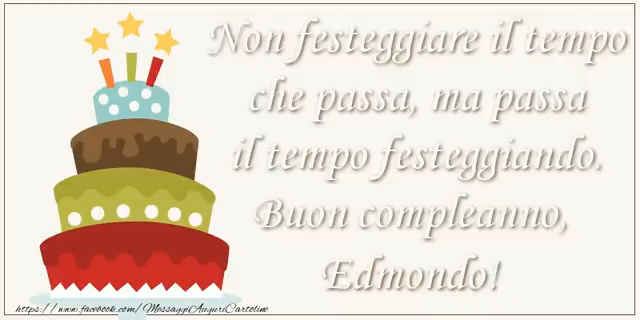 Non festeggiare il tempo
che passa, ma passa
il tempo festeggiando.
Buon compleanno,
Edmondo!
https://www.facebook.com/MessaggiAuguriCartoline